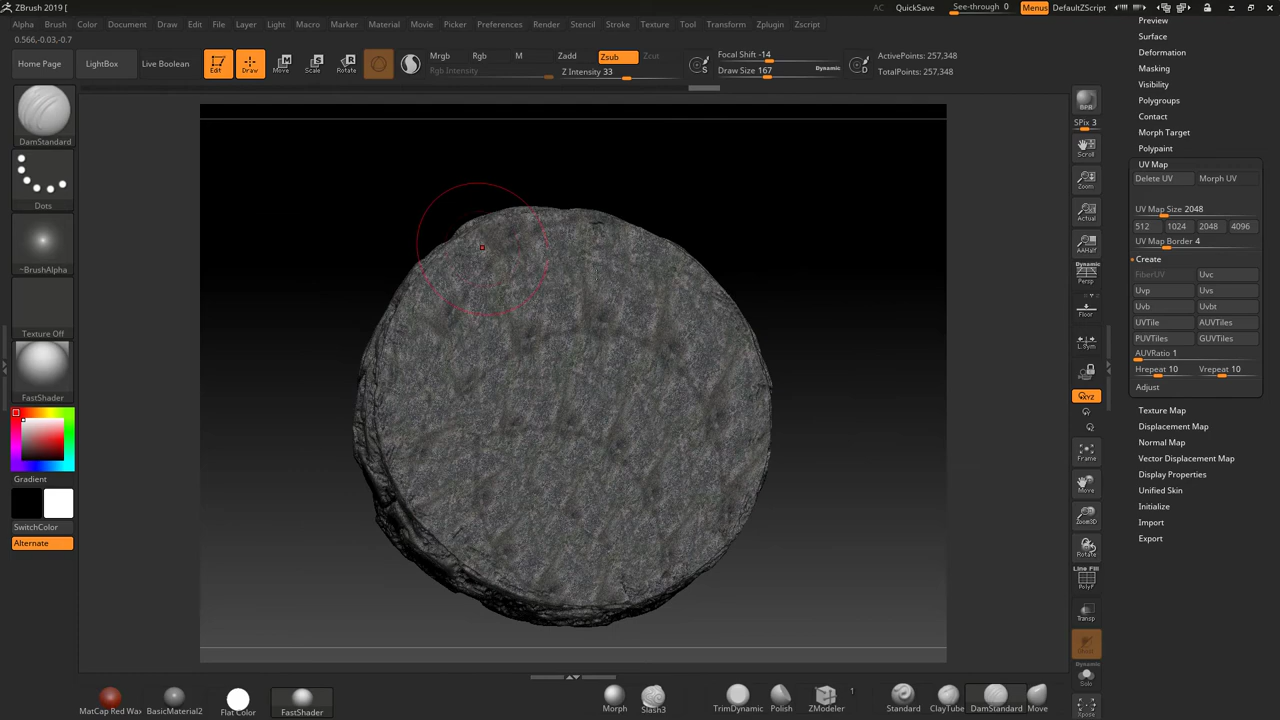 ZBrush 2019 [
AC QuickSave See-through 0 Menus DefaultZScript
Alpha Brush Color Document Draw Edit File Layer Light Macro Marker Material Movie Picker Preferences Render Stencil Stroke Texture Tool Transform Zplugin Zscript
0.566,-0.03,-0.7
Home Page LightBox Live Boolean Edit Draw Move Scale Rotate
Mrgb Rgb M Zadd Zsub Zcut
Rgb Intensity Z Intensity 33
Focal Shift -14
Draw Size 167 Dynamic
S D
ActivePoints: 257,348
TotalPoints: 257,348
DamStandard
Dots
~BrushAlpha
Texture Off
FastShader
Gradient
SwitchColor
Alternate
BPR
SPix 3
Scroll
Zoom
Actual
AAHalf
Dynamic
Persp
Floor
L.Sym
XYZ
Frame
Move
Zoom3D
Rotate
Line Fill
PolyF
Transp
Ghost
Dynamic
Solo
Xpose
Preview
Surface
Deformation
Masking
Visibility
Polygroups
Contact
Morph Target
Polypaint
UV Map
Delete UV Morph UV
UV Map Size 2048
512 1024 2048 4096
UV Map Border 4
Create
FiberUV Uvc
Uvp Uvs
Uvb Uvbt
UVTile AUVTiles
PUVTiles GUVTiles
AUVRatio 1
Hrepeat 10 Vrepeat 10
Adjust
Texture Map
Displacement Map
Normal Map
Vector Displacement Map
Display Properties
Unified Skin
Initialize
Import
Export
MatCap Red Wax BasicMaterial2 Flat Color FastShader Morph Slash3 TrimDynamic Polish ZModeler 1 Standard ClayTube DamStandard Move